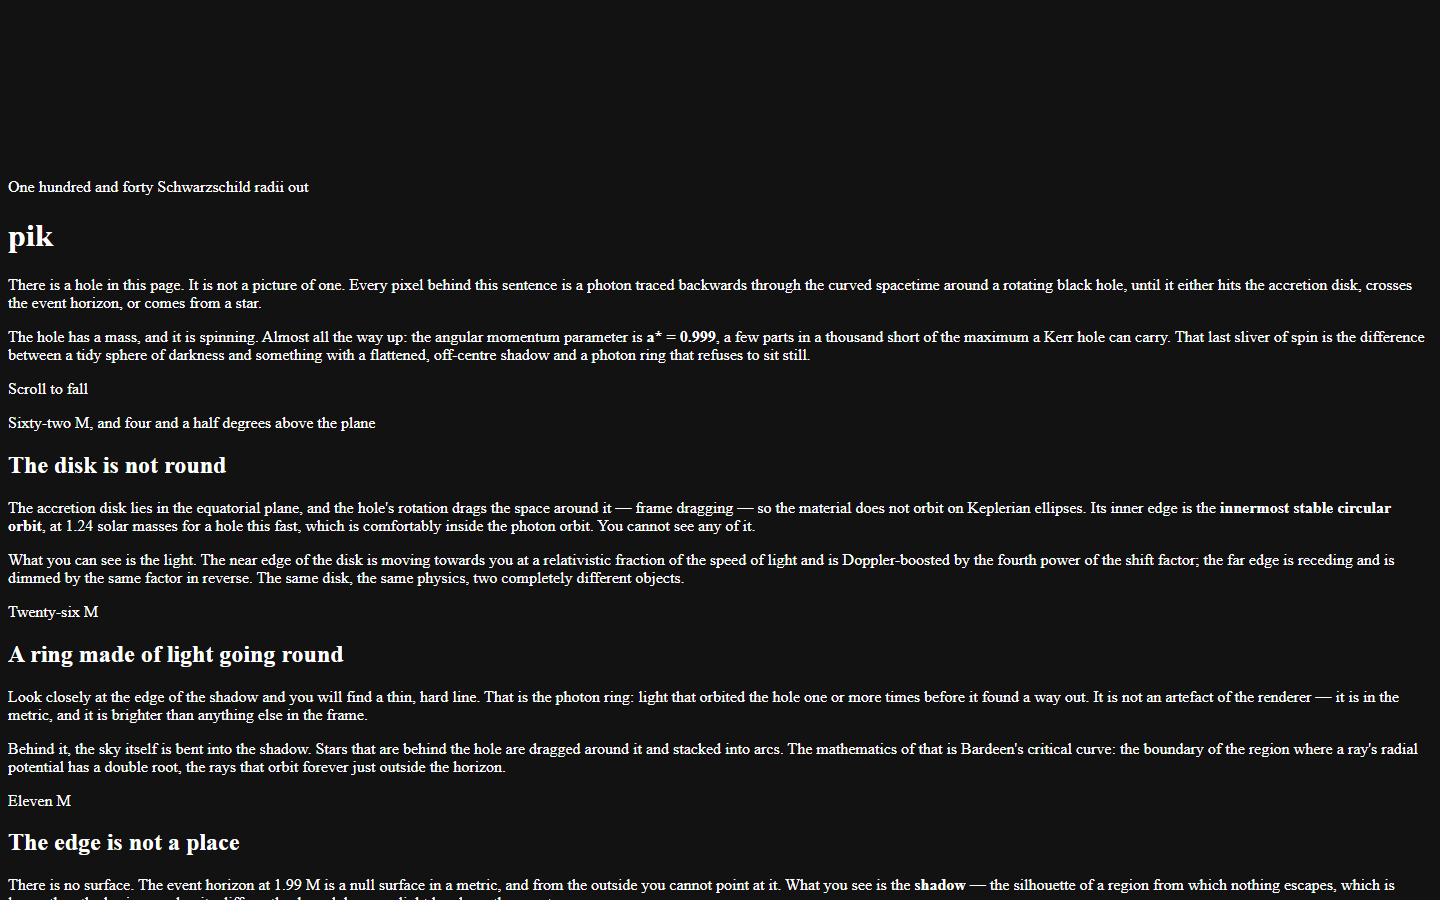 One hundred and forty Schwarzschild radii out
pik
There is a hole in this page. It is not a picture of one. Every pixel behind this sentence is a photon traced backwards through the curved spacetime around a rotating black hole, until it either hits the accretion disk, crosses
the event horizon, or comes from a star.
The hole has a mass, and it is spinning. Almost all the way up: the angular momentum parameter is a* = 0.999, a few parts in a thousand short of the maximum a Kerr hole can carry. That last sliver of spin is the difference
between a tidy sphere of darkness and something with a flattened, off-centre shadow and a photon ring that refuses to sit still.
Scroll to fall
Sixty-two M, and four and a half degrees above the plane
The disk is not round
The accretion disk lies in the equatorial plane, and the hole's rotation drags the space around it — frame dragging — so the material does not orbit on Keplerian ellipses. Its inner edge is the innermost stable circular
orbit, at 1.24 solar masses for a hole this fast, which is comfortably inside the photon orbit. You cannot see any of it.
What you can see is the light. The near edge of the disk is moving towards you at a relativistic fraction of the speed of light and is Doppler-boosted by the fourth power of the shift factor; the far edge is receding and is
dimmed by the same factor in reverse. The same disk, the same physics, two completely different objects.
Twenty-six M
A ring made of light going round
Look closely at the edge of the shadow and you will find a thin, hard line. That is the photon ring: light that orbited the hole one or more times before it found a way out. It is not an artefact of the renderer — it is in the
metric, and it is brighter than anything else in the frame.
Behind it, the sky itself is bent into the shadow. Stars that are behind the hole are dragged around it and stacked into arcs. The mathematics of that is Bardeen's critical curve: the boundary of the region where a ray's radial
potential has a double root, the rays that orbit forever just outside the horizon.
Eleven M
The edge is not a place
There is no surface. The event horizon at 1.99 M is a null surface in a metric, and from the outside you cannot point at it. What you see is the shadow — the silhouette of a region from which nothing escapes, which is